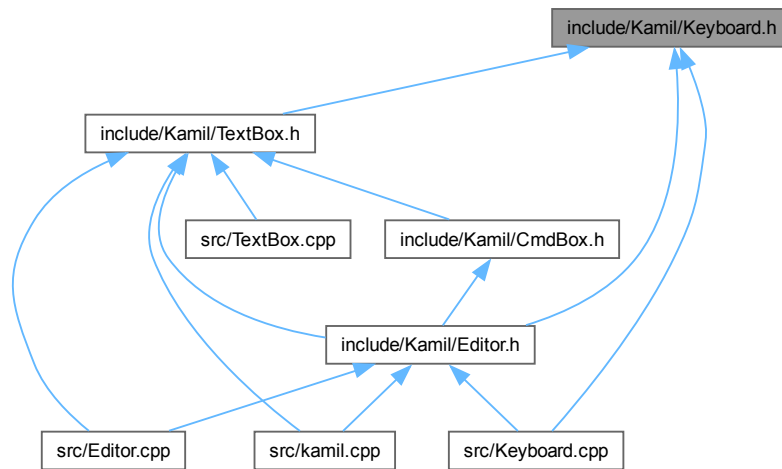 include/Kamil/Keyboard.h
include/Kamil/TextBox.h
src/TextBox.cpp
include/Kamil/CmdBox.h
include/Kamil/Editor.h
src/Editor.cpp
src/kamil.cpp
src/Keyboard.cpp